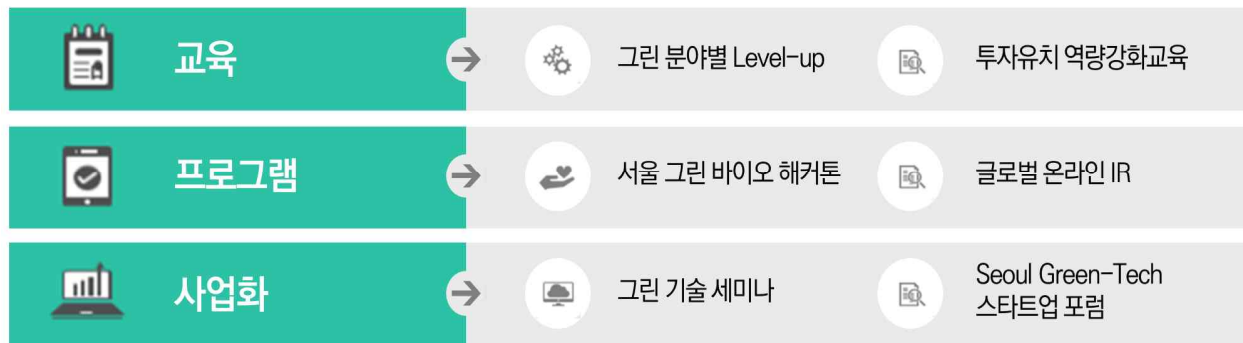 교육
그린 분야별 Level-up
투자유치 역량강화교육
프로그램
서울 그린 바이오 해커톤
글로벌 온라인 IR
사업화
그린 기술 세미나
Seoul Green-Tech
스타트업 포럼